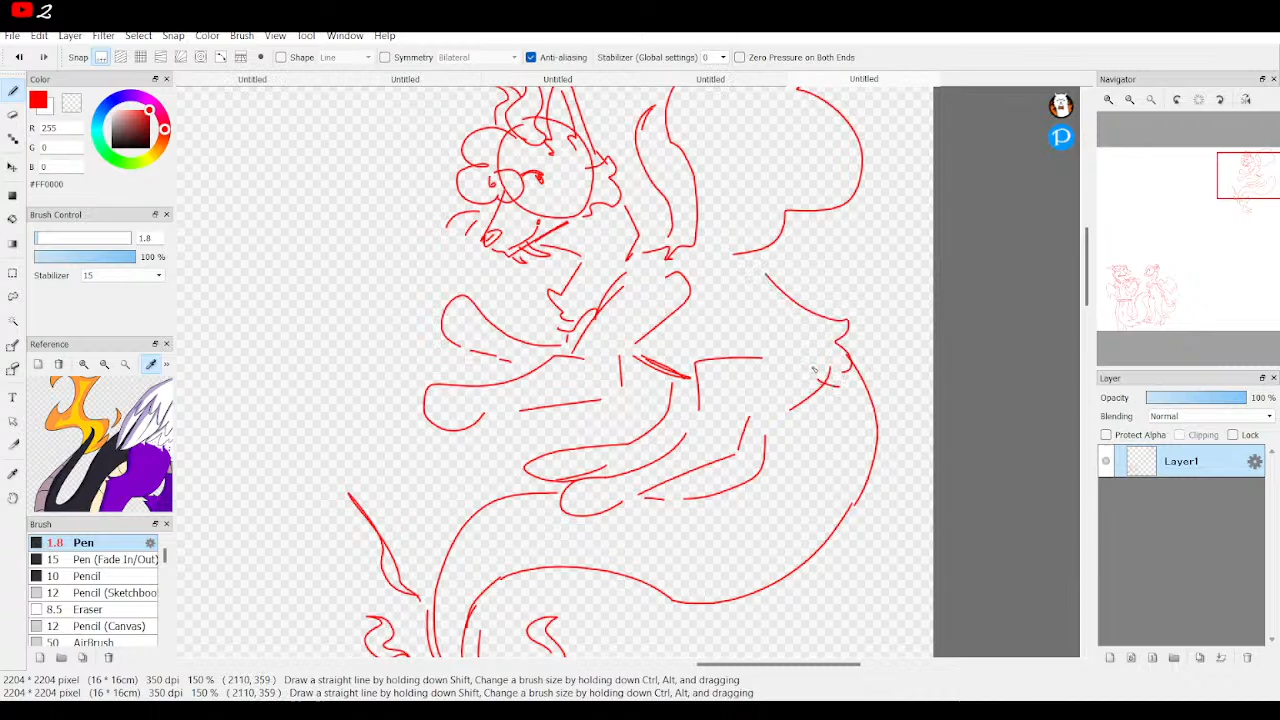 2
File Edit Layer Filter Select Snap Color Brush View Tool Window Help
Snap Shape Line Symmetry Bilateral Anti-aliasing Stabilizer (Global settings) 0 Zero Pressure on Both Ends
Color Untitled Untitled Untitled Untitled Untitled Navigator
R 255
G 0
B 0
#FF0000
Brush Control
1.8
100 %
Stabilizer 15
Reference
Layer
Opacity 100 %
Blending Normal
Protect Alpha Clipping Lock
Layer1
Brush
1.8 Pen
15 Pen (Fade In/Out)
10 Pencil
12 Pencil (Sketchboo
8.5 Eraser
12 Pencil (Canvas)
50 AirBrush
2204 * 2204 pixel (16 * 16cm) 350 dpi 150 % ( 2110, 359 ) Draw a straight line by holding down Shift, Change a brush size by holding down Ctrl, Alt, and dragging
2204 * 2204 pixel (16 * 16cm) 350 dpi 150 % ( 2110, 359 ) Draw a straight line by holding down Shift, Change a brush size by holding down Ctrl, Alt, and dragging